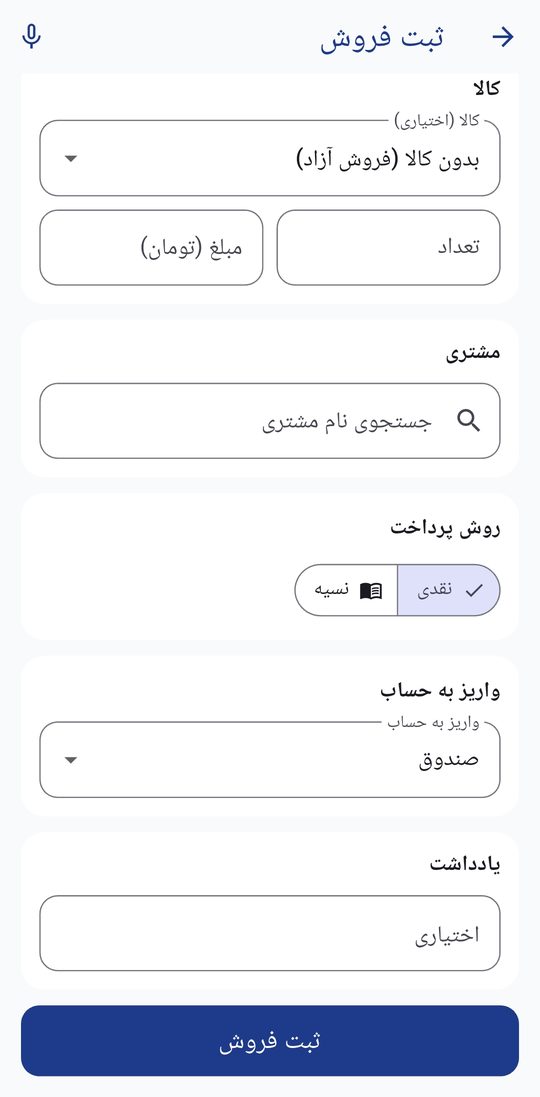 ثبت فروش
کالا
کالا (اختیاری)
بدون کالا (فروش آزاد)
تعداد
مبلغ (تومان)
مشتری
جستجوی نام مشتری
روش پرداخت
نقدی
نسیه
واریز به حساب
واریز به حساب
صندوق
یادداشت
اختیاری
ثبت فروش